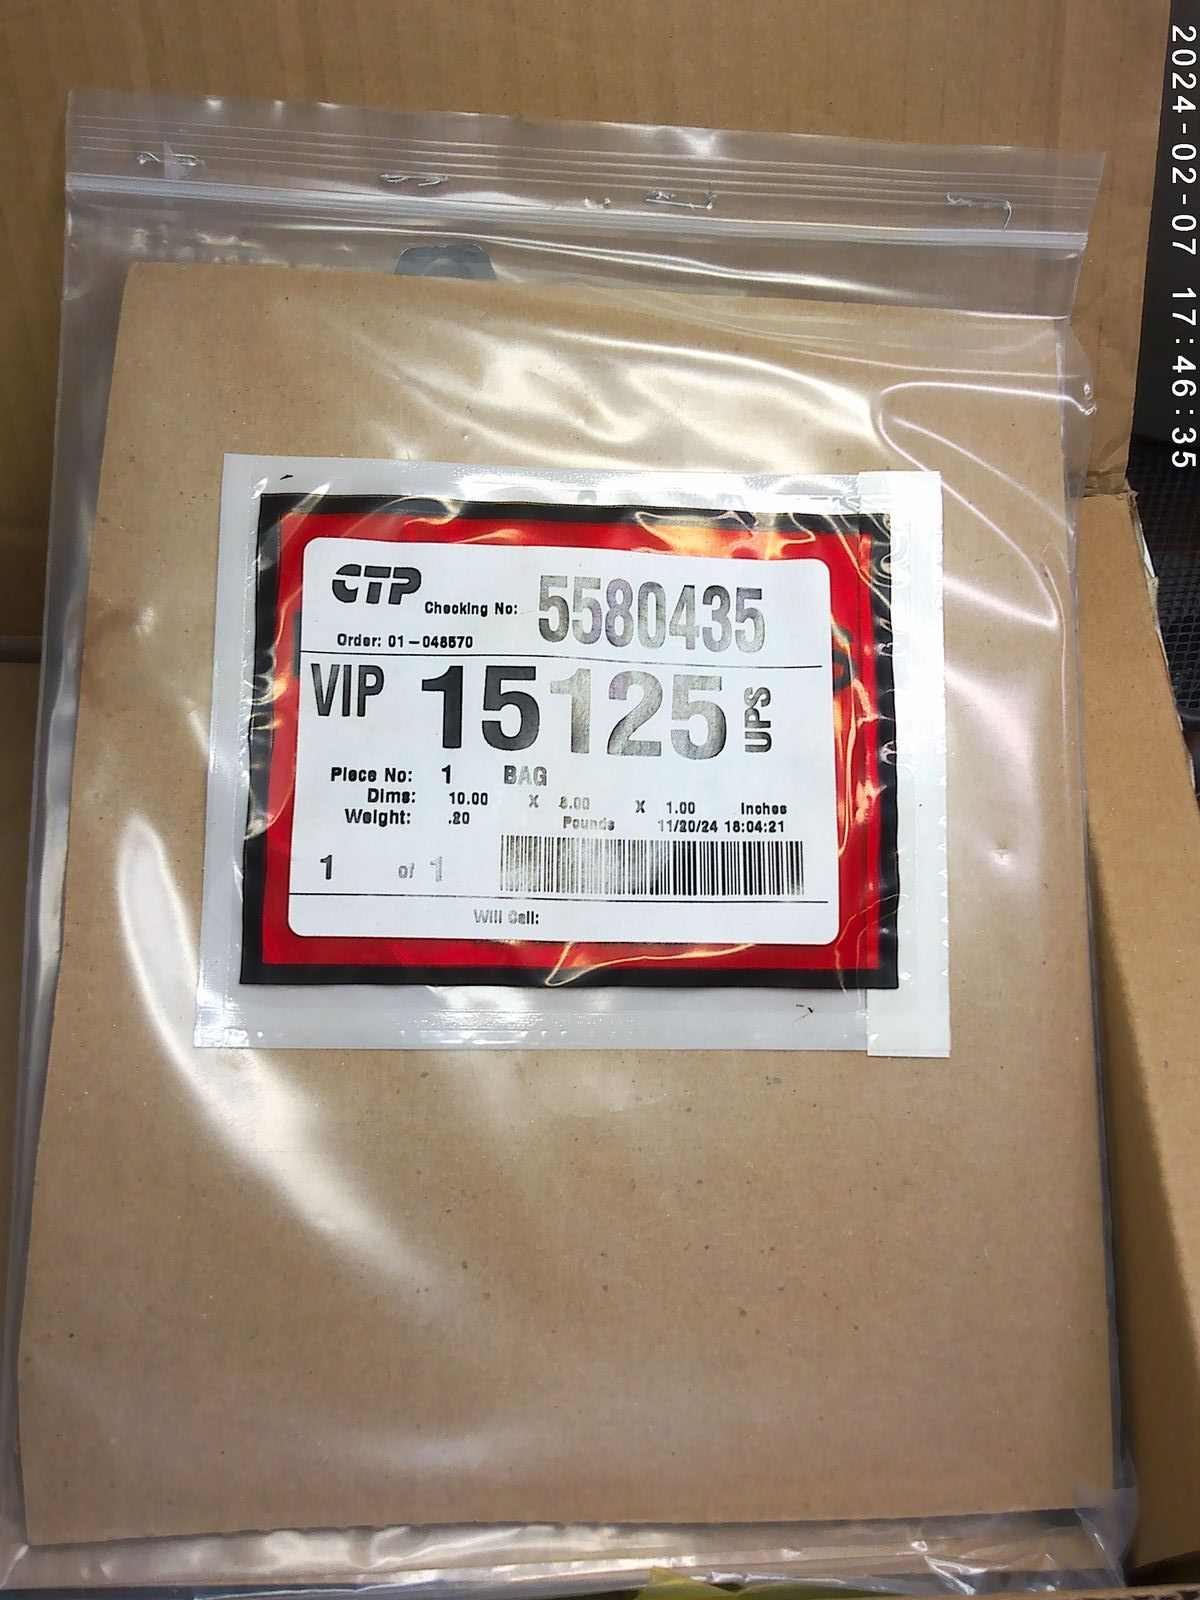 CTP
Checking No: 5580435
Order: 01-048570
VIP 15125 UPS
Piece No: 1 BAG
Dims: 10.00 X 8.00 X 1.00 Inches
Weight: .20 Pounds 11/20/24 18:04:21
1 of 1
Will Call:
2024-02-07 17:46:35